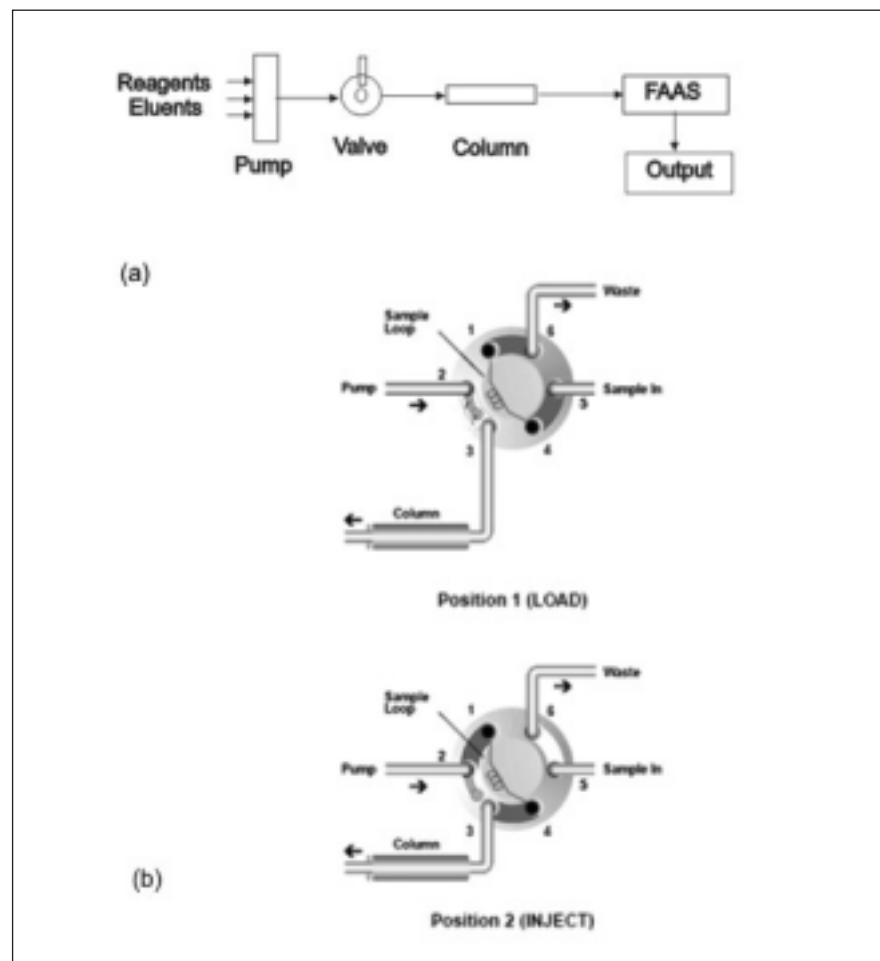 Reagents
Eluents
Pump
Valve
Column
FAAS
Output
(a)
Waste
Sample
Loop
1
6
2
Pump
Sample In
5
3
4
Column
Position 1 (LOAD)
Waste
Sample
Loop
1
6
2
Pump
Sample In
5
3
4
Column
(b)
Position 2 (INJECT)